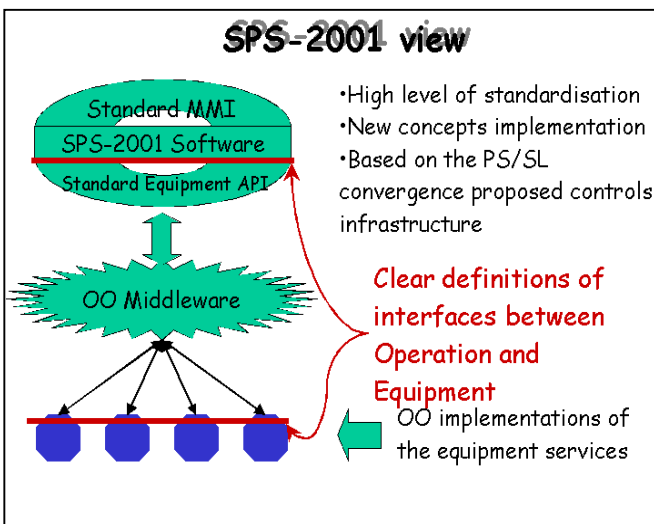 SPS-2001 view
Standard MMI
SPS-2001 Software
Standard Equipment API
OO Middleware
•High level of standardisation
•New concepts implementation
•Based on the PS/SL
convergence proposed controls
infrastructure
Clear definitions of
interfaces between
Operation and
Equipment
OO implementations of
the equipment services